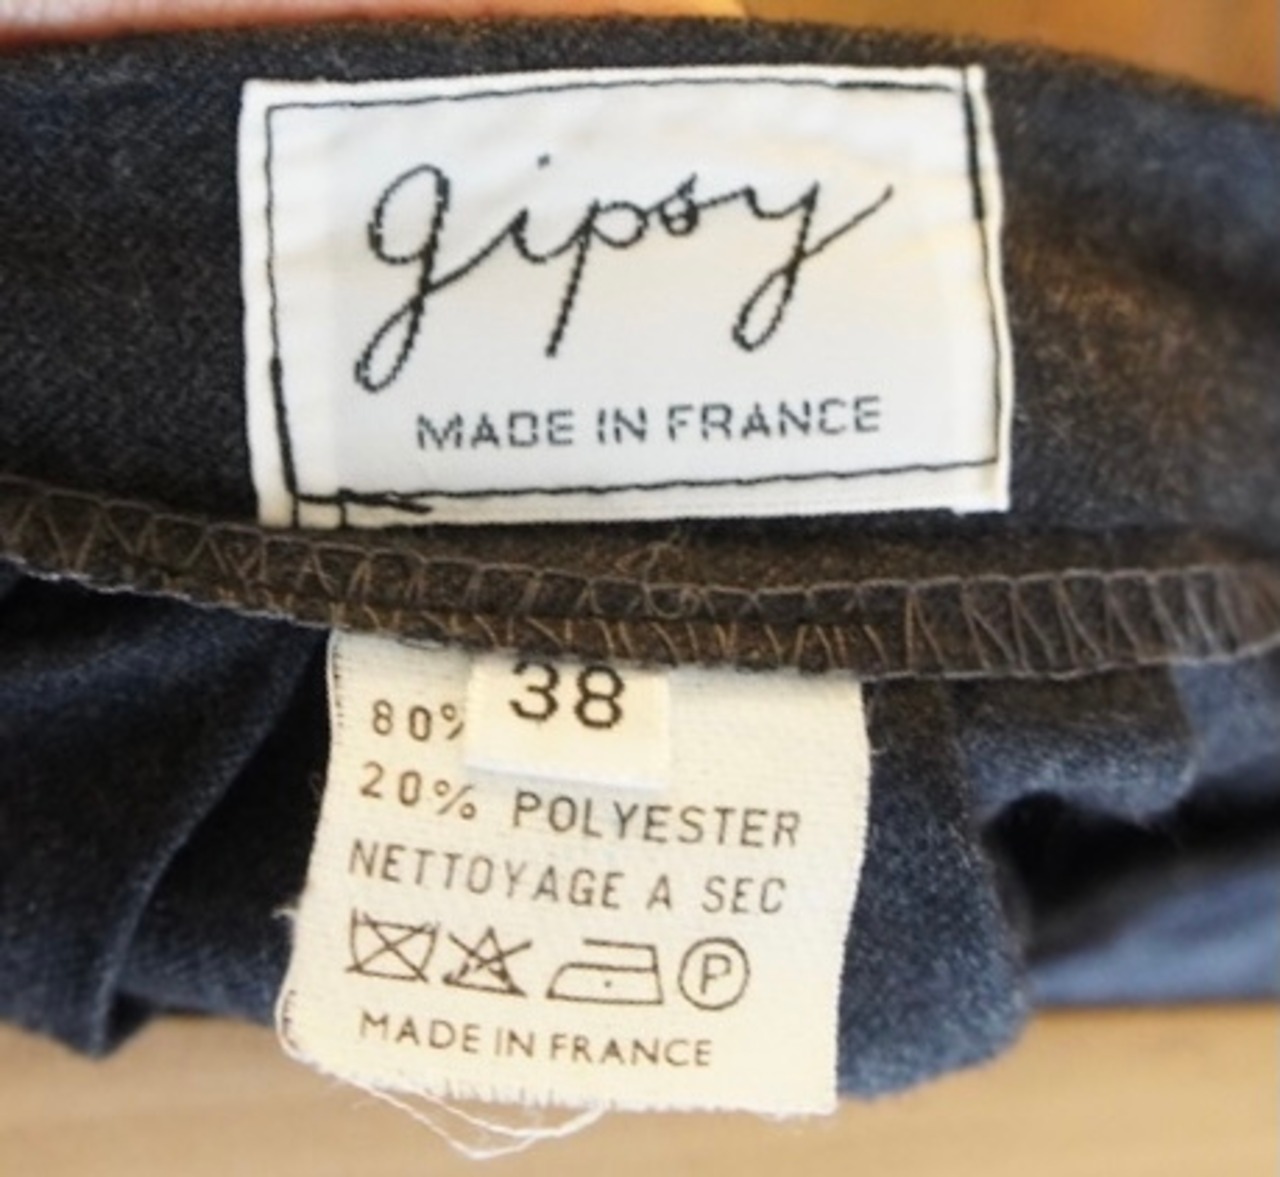 gipsy
MADE IN FRANCE
38
80%
20% POLYESTER
NETTOYAGE A SEC
P
MADE IN FRANCE